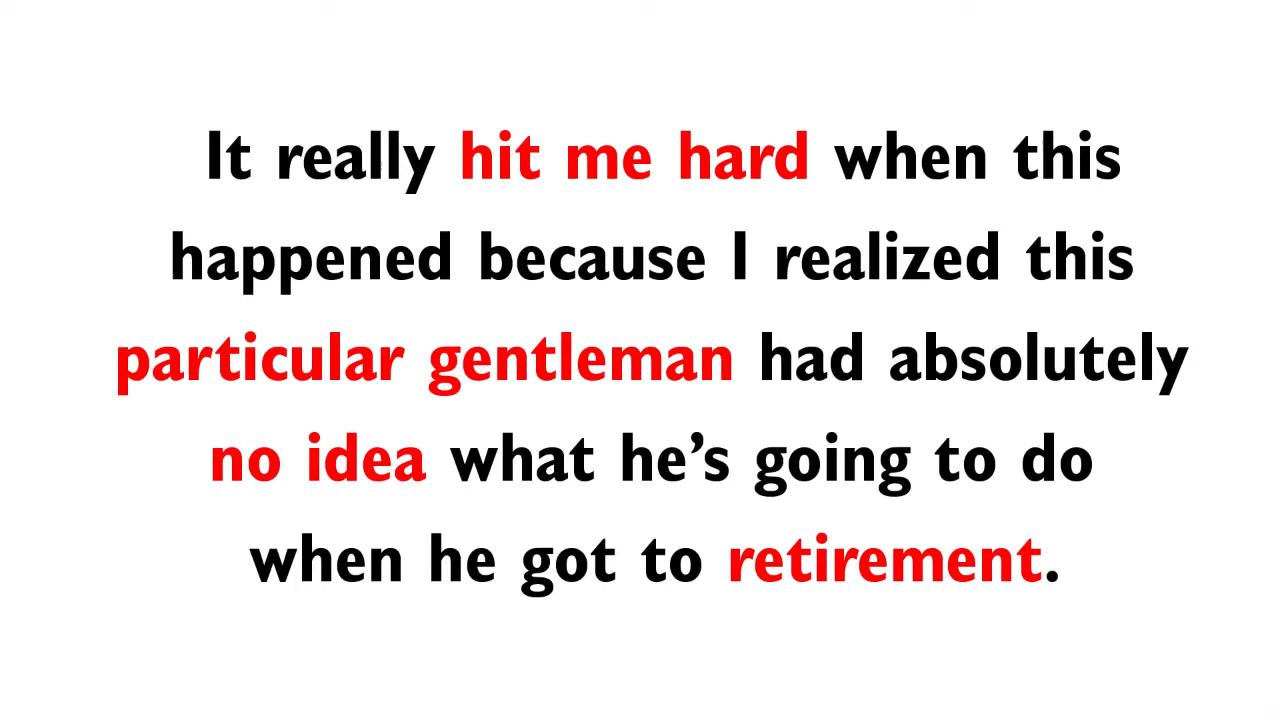 It really hit me hard when this
happened because I realized this
particular gentleman had absolutely
no idea what he’s going to do
when he got to retirement.